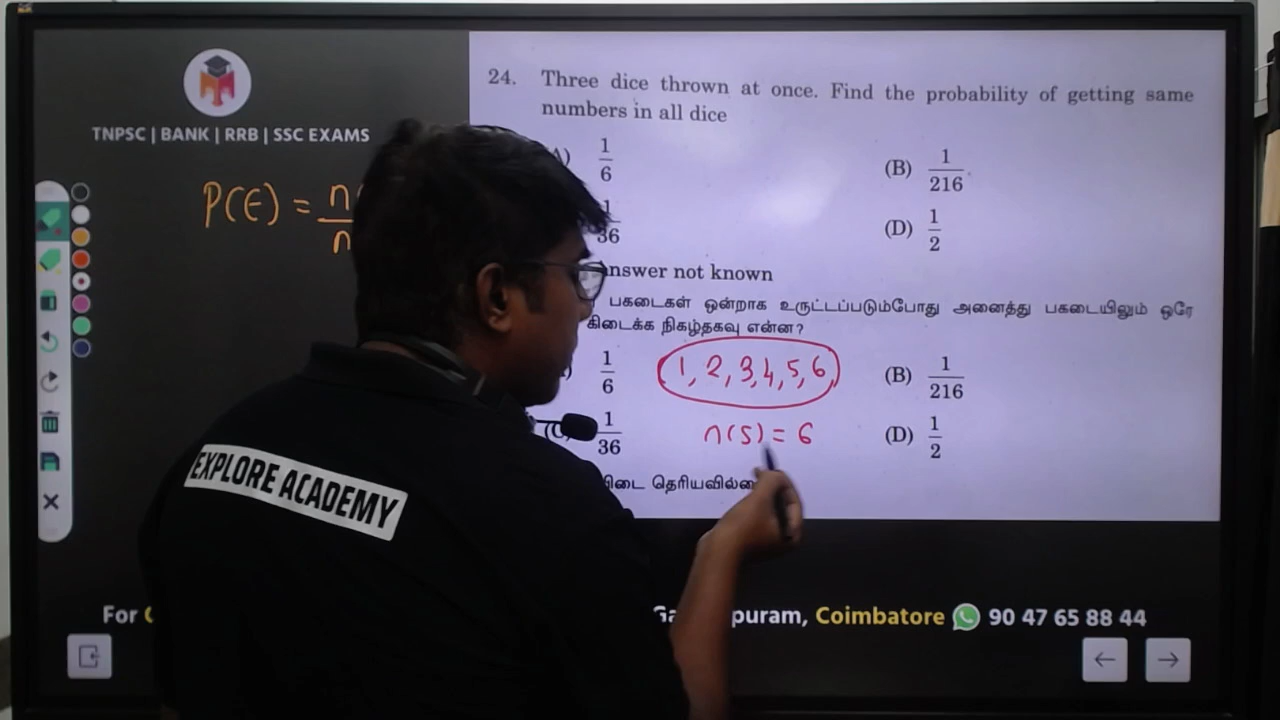 TNPSC | BANK | RRB | SSC EXAMS
P(E) = n
n
24. Three dice thrown at once. Find the probability of getting same
numbers in all dice
1/6
(B) 1/216
1/36
(D) 1/2
nswer not known
பகடைகள் ஒன்றாக உருட்டப்படும்போது அனைத்து பகடையிலும் ஒரே
கிடைக்க நிகழ்தகவு என்ன?
1/6
1, 2, 3, 4, 5, 6
(B) 1/216
1/36
n(S) = 6
(D) 1/2
தெரியவில்லை
EXPLORE ACADEMY
For
puram, Coimbatore 90 47 65 88 44